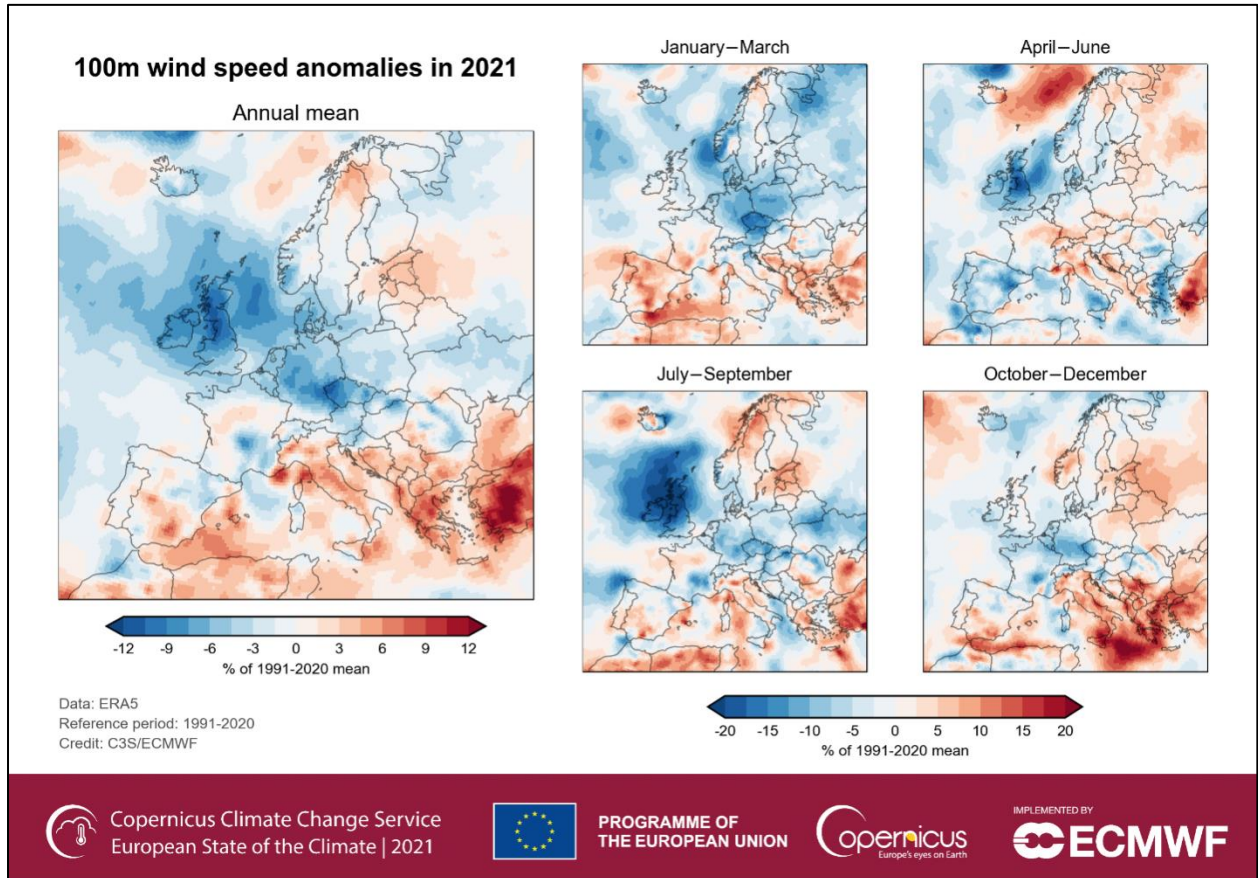 100m wind speed anomalies in 2021
Annual mean
-12 -9 -6 -3 0 3 6 9 12
% of 1991-2020 mean
Data: ERA5
Reference period: 1991-2020
Credit: C3S/ECMWF
January—March
April—June
July—September
October—December
-20 -15 -10 -5 0 5 10 15 20
% of 1991-2020 mean
Copernicus Climate Change Service
European State of the Climate | 2021
PROGRAMME OF
THE EUROPEAN UNION
opernicus
Europe's eyes on Earth
IMPLEMENTED BY
ECMWF